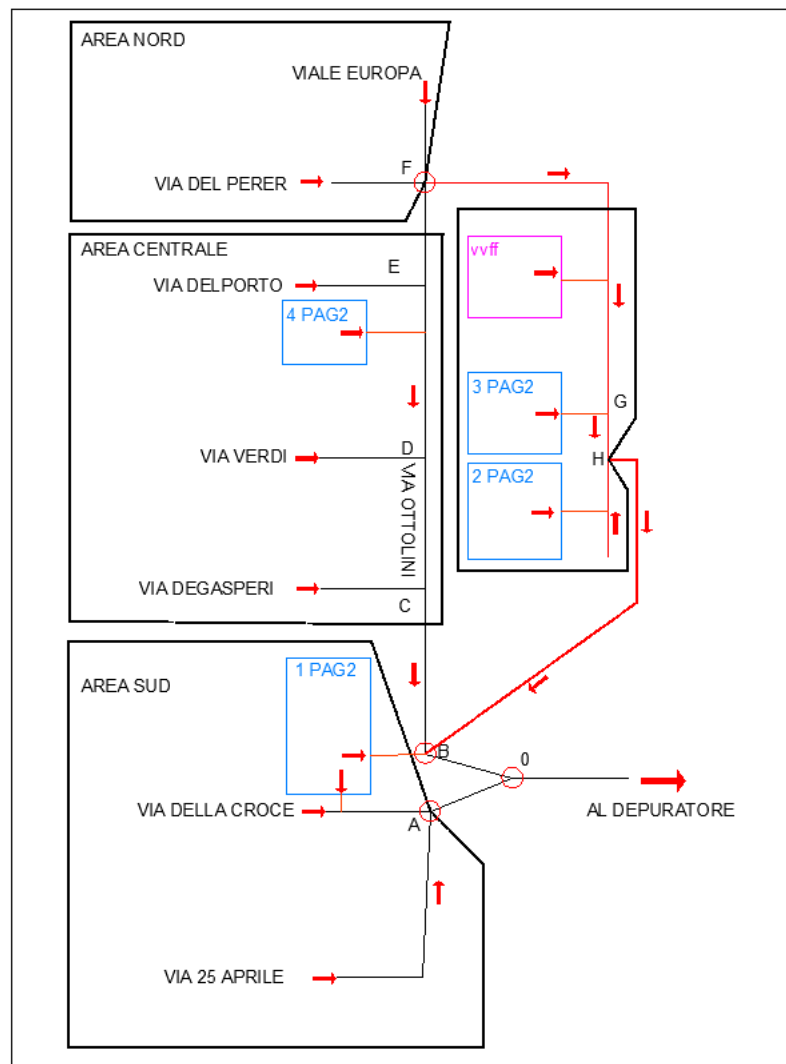 AREA NORD
VIALE EUROPA
F
VIA DEL PERER
AREA CENTRALE
vvff
E
VIA DELPORTO
4 PAG2
3 PAG2
G
D
VIA VERDI
H
2 PAG2
VIA OTTOLINI
VIA DEGASPERI
C
1 PAG2
AREA SUD
B
0
VIA DELLA CROCE
A
AL DEPURATORE
VIA 25 APRILE